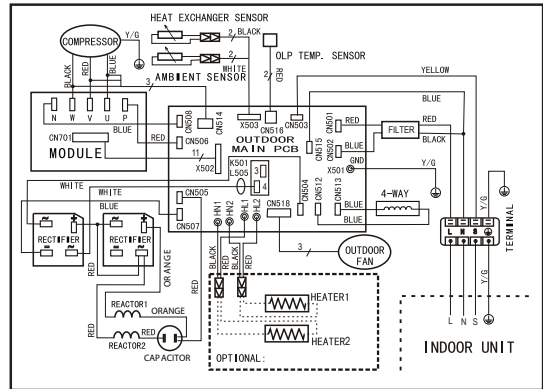 HEAT EXCHANGER SENSOR
COMPRESSOR
Y/G
2
BLACK
OLP TEMP. SENSOR
BLACK
RED
BLUE
2
WHITE
AMBIENT SENSOR
2
RED
YELLOW
3
BLUE
N W V U P
CN508
CN514
X503
CN516
CN503
CN501
RED
RED
BLUE
CN515
FILTER
CN701
RED
CN506
OUTDOOR
MAIN PCB
CN502
BLUE
BLACK
MODULE
11
X502
GND
X501
Y/G
K501
3
L505
4
WHITE
WHITE
CN505
CN504
CN512
CN513
BLUE
4-WAY
BLUE
Y/G
BLUE
CN507
HN1
HN2
HL1
HL2
CN518
L N S
TERMINAL
RECTIFIER
RECTIFIER
ORANGE
BLACK
RED
BLACK
RED
3
OUTDOOR
FAN
Y/G
RED
REACTOR1
ORANGE
RED
RED
HEATER1
RED
REACTOR2
CAPACITOR
HEATER2
OPTIONAL:
L N S
INDOOR UNIT